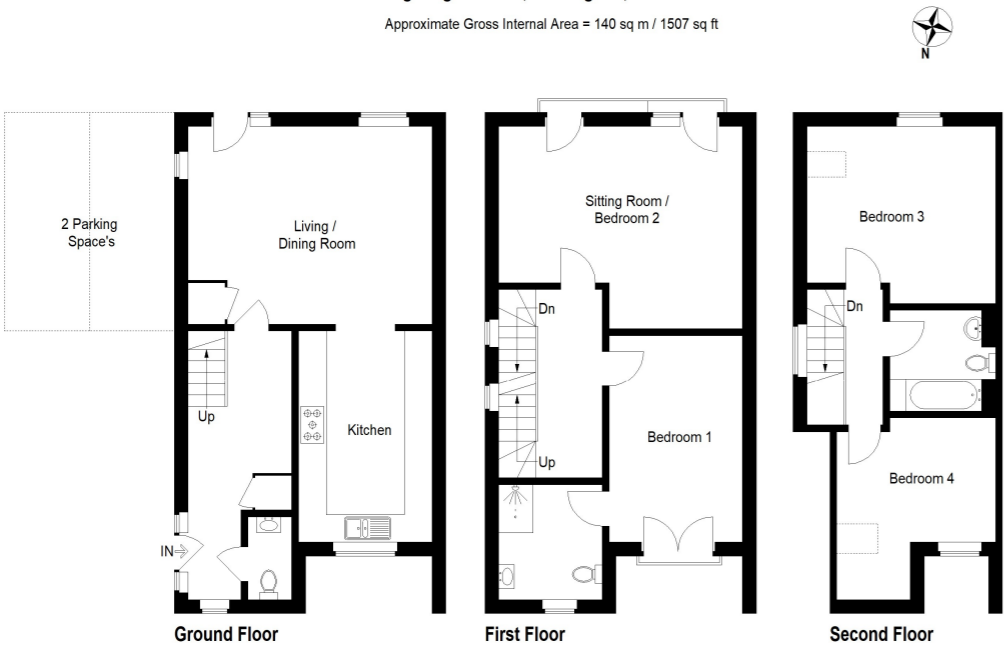 Approximate Gross Internal Area = 140 sq m / 1507 sq ft
N
2 Parking
Space's
Living /
Dining Room
Up
Kitchen
IN
Ground Floor
Sitting Room /
Bedroom 2
Dn
Bedroom 1
Up
First Floor
Bedroom 3
Dn
Bedroom 4
Second Floor